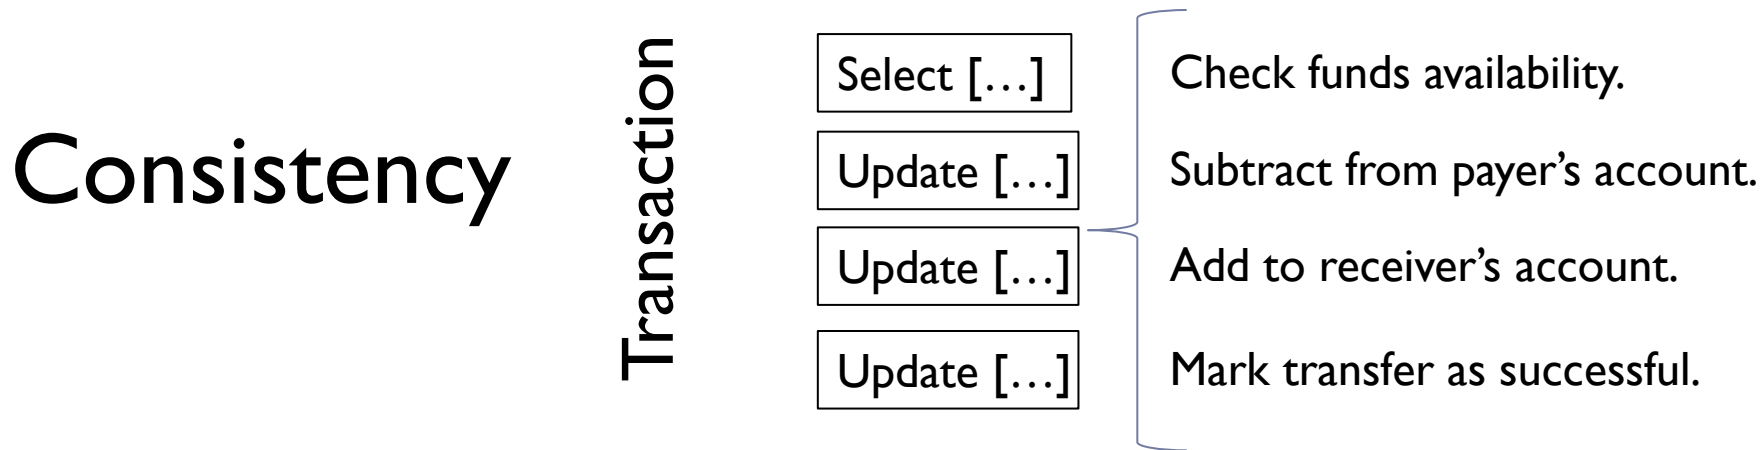 Consistency
Transaction
Select […]
Check funds availability.
Update […]
Subtract from payer’s account.
Update […]
Add to receiver’s account.
Update […]
Mark transfer as successful.